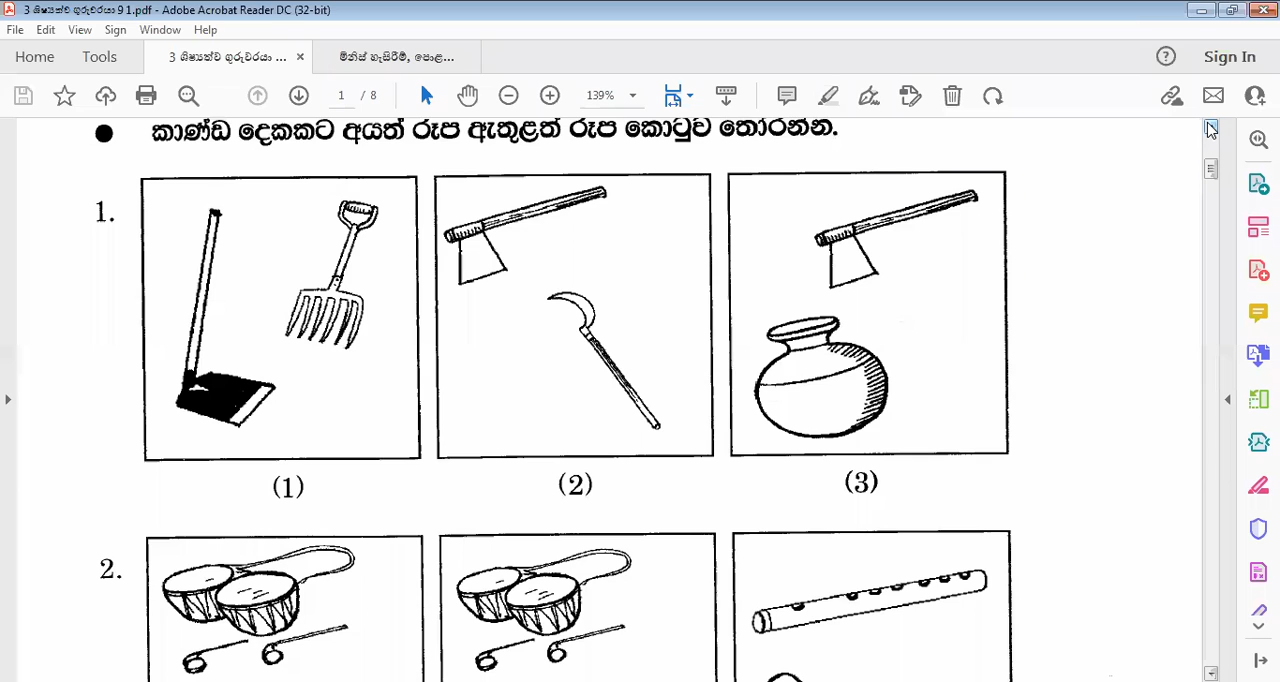 3 ශිෂ්‍යත්ව ගුරුවරයා 9 1.pdf - Adobe Acrobat Reader DC (32-bit)
File Edit View Sign Window Help
Home Tools 3 ශිෂ්‍යත්ව ගුරුවරයා ... × මිනිස් හැසිරීම්, පොළ... Sign In
1 / 8 139%
● කාණ්ඩ දෙකකට අයත් රූප ඇතුළත් රූප කොටුව තෝරන්න.
1.
(1) (2) (3)
2.